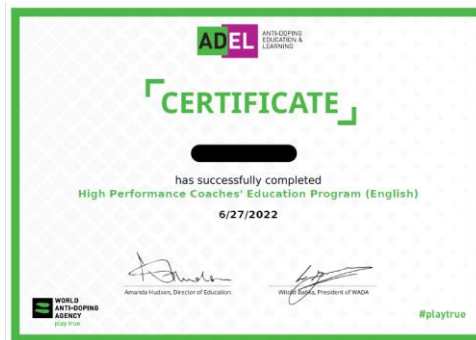 ADEL
ANTI-DOPING
EDUCATION &
LEARNING
CERTIFICATE
has successfully completed
High Performance Coaches' Education Program (English)
6/27/2022
Amanda Hudson, Director of Education
Witold Bańka, President of WADA
WORLD
ANTI-DOPING
AGENCY
play true
#playtrue